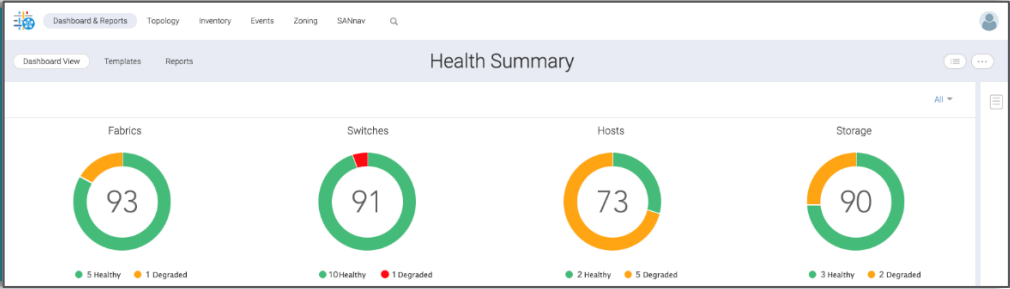 Dashboard & Reports Topology Inventory Events Zoning SANnav
Dashboard View Templates Reports Health Summary
All
Fabrics Switches Hosts Storage
93 91 73 90
5 Healthy 1 Degraded 10 Healthy 1 Degraded 2 Healthy 5 Degraded 3 Healthy 2 Degraded